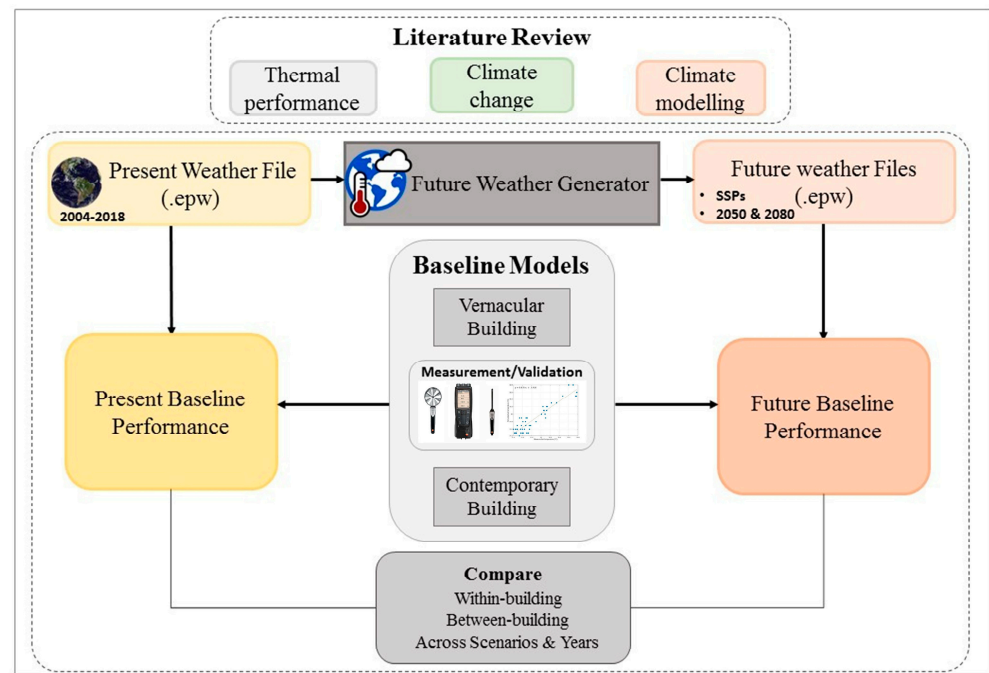 Literature Review
Thermal
performance
Climate
change
Climate
modelling
Present Weather File
(.epw)
2004-2018
Future Weather Generator
Future weather Files
(.epw)
• SSPs
• 2050 & 2080
Baseline Models
Vernacular
Building
Measurement/Validation
Contemporary
Building
Present Baseline
Performance
Future Baseline
Performance
Compare
Within-building
Between-building
Across Scenarios & Years